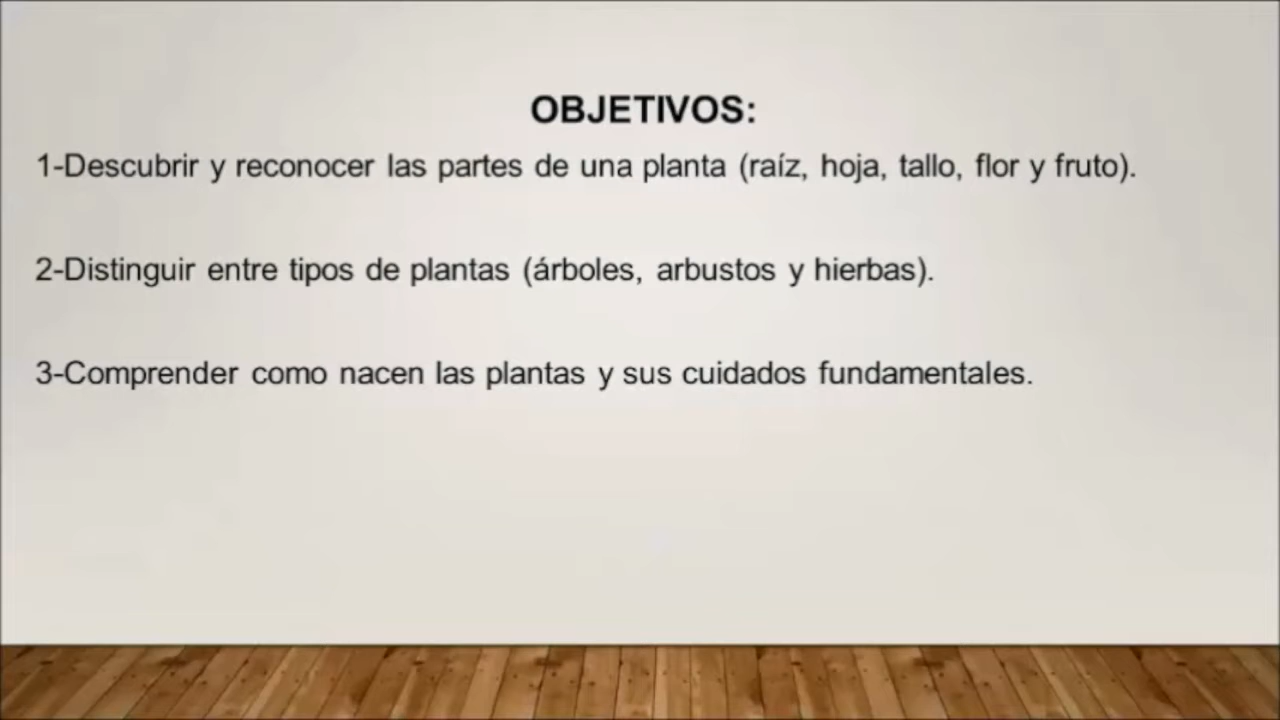 OBJETIVOS:
1-Descubrir y reconocer las partes de una planta (raíz, hoja, tallo, flor y fruto).
2-Distinguir entre tipos de plantas (árboles, arbustos y hierbas).
3-Comprender como nacen las plantas y sus cuidados fundamentales.